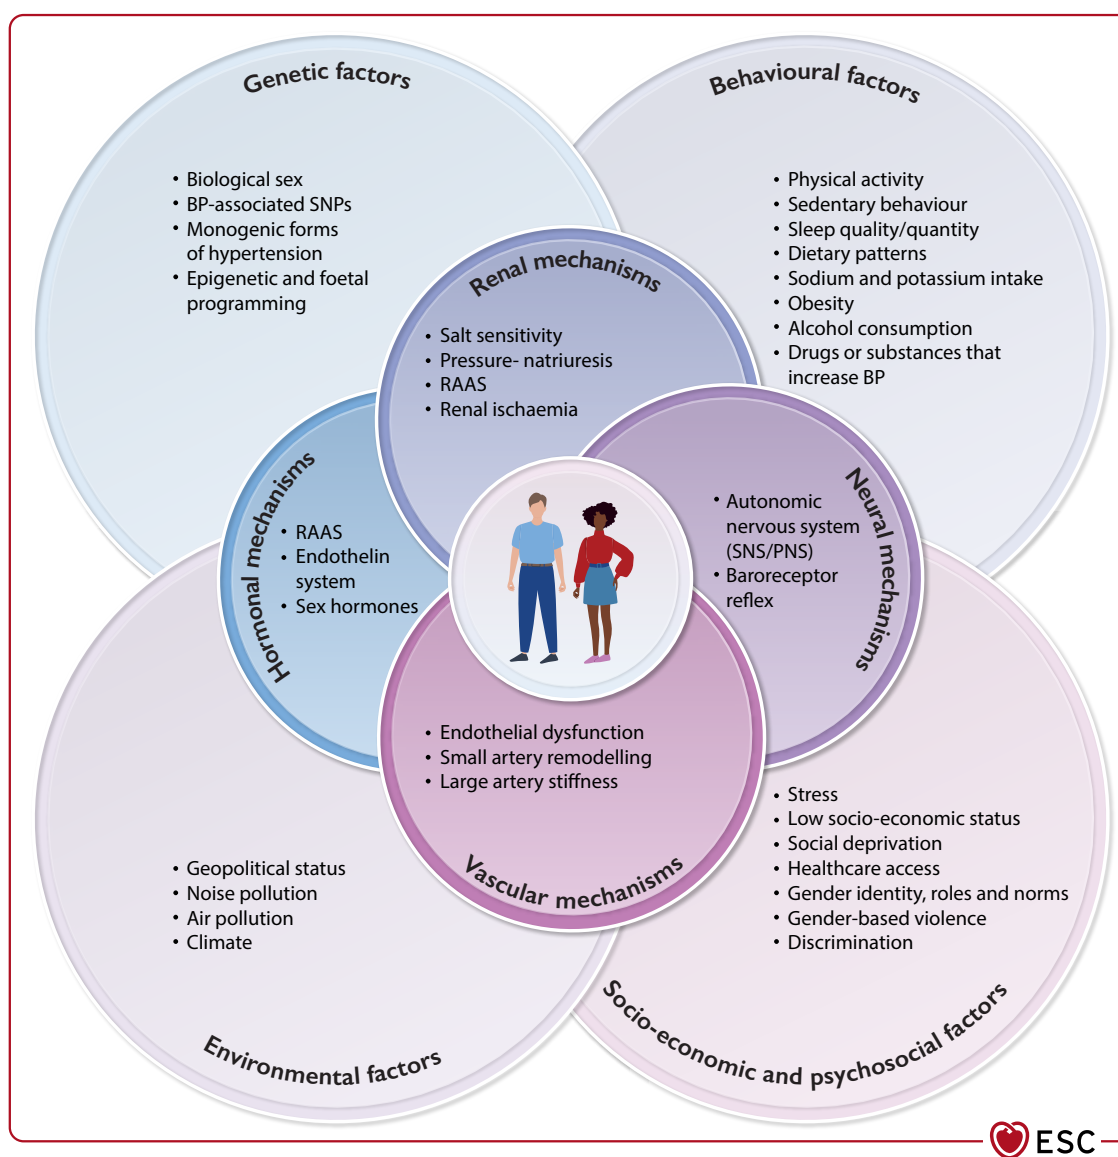 Genetic factors
• Biological sex
• BP-associated SNPs
• Monogenic forms
of hypertension
• Epigenetic and foetal
programming
Behavioural factors
• Physical activity
• Sedentary behaviour
• Sleep quality/quantity
• Dietary patterns
• Sodium and potassium intake
• Obesity
• Alcohol consumption
• Drugs or substances that
increase BP
Renal mechanisms
• Salt sensitivity
• Pressure- natriuresis
• RAAS
• Renal ischaemia
Hormonal mechanisms
• RAAS
• Endothelin
system
• Sex hormones
Neural mechanisms
• Autonomic
nervous system
(SNS/PNS)
• Baroreceptor
reflex
• Endothelial dysfunction
• Small artery remodelling
• Large artery stiffness
Vascular mechanisms
• Geopolitical status
• Noise pollution
• Air pollution
• Climate
Environmental factors
• Stress
• Low socio-economic status
• Social deprivation
• Healthcare access
• Gender identity, roles and norms
• Gender-based violence
• Discrimination
Socio-economic and psychosocial factors
ESC